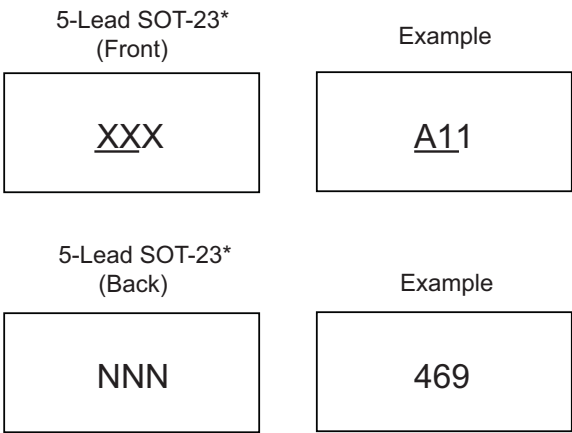 5-Lead SOT-23*
(Front)
Example
XXX
A11
5-Lead SOT-23*
(Back)
Example
NNN
469